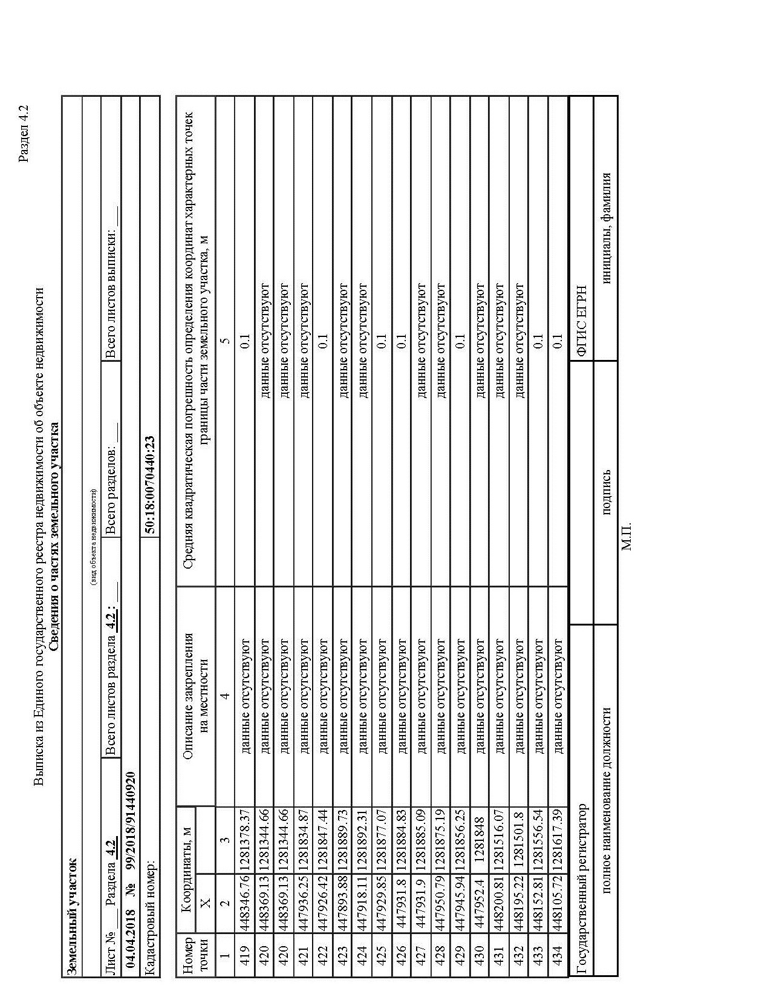 Раздел 4.2
Выписка из Единого государственного реестра недвижимости об объекте недвижимости
Сведения о частях земельного участка
Земельный участок
(вид объекта недвижимости)
Лист № ___ Раздела 4.2 Всего листов раздела 4.2 : ___ Всего разделов: ___ Всего листов выписки: ___
04.04.2018 № 99/2018/91440920
Кадастровый номер: 50:18:0070440:23
Номер Координаты, м Описание закрепления Средняя квадратическая погрешность определения координат характерных точек
точки X на местности границы части земельного участка, м
1 2 3 4 5
419 448346.76 1281378.37 данные отсутствуют 0.1
420 448369.13 1281344.66 данные отсутствуют данные отсутствуют
420 448369.13 1281344.66 данные отсутствуют данные отсутствуют
421 447936.25 1281834.87 данные отсутствуют данные отсутствуют
422 447926.42 1281847.44 данные отсутствуют 0.1
423 447893.88 1281889.73 данные отсутствуют данные отсутствуют
424 447918.11 1281892.31 данные отсутствуют данные отсутствуют
425 447929.85 1281877.07 данные отсутствуют 0.1
426 447931.8 1281884.83 данные отсутствуют 0.1
427 447931.9 1281885.09 данные отсутствуют данные отсутствуют
428 447950.79 1281875.19 данные отсутствуют данные отсутствуют
429 447945.94 1281856.25 данные отсутствуют 0.1
430 447952.4 1281848 данные отсутствуют данные отсутствуют
431 448200.81 1281516.07 данные отсутствуют данные отсутствуют
432 448195.22 1281501.8 данные отсутствуют данные отсутствуют
433 448152.81 1281556.54 данные отсутствуют 0.1
434 448105.72 1281617.39 данные отсутствуют 0.1
Государственный регистратор ФГИС ЕГРН
полное наименование должности подпись инициалы, фамилия
М.П.